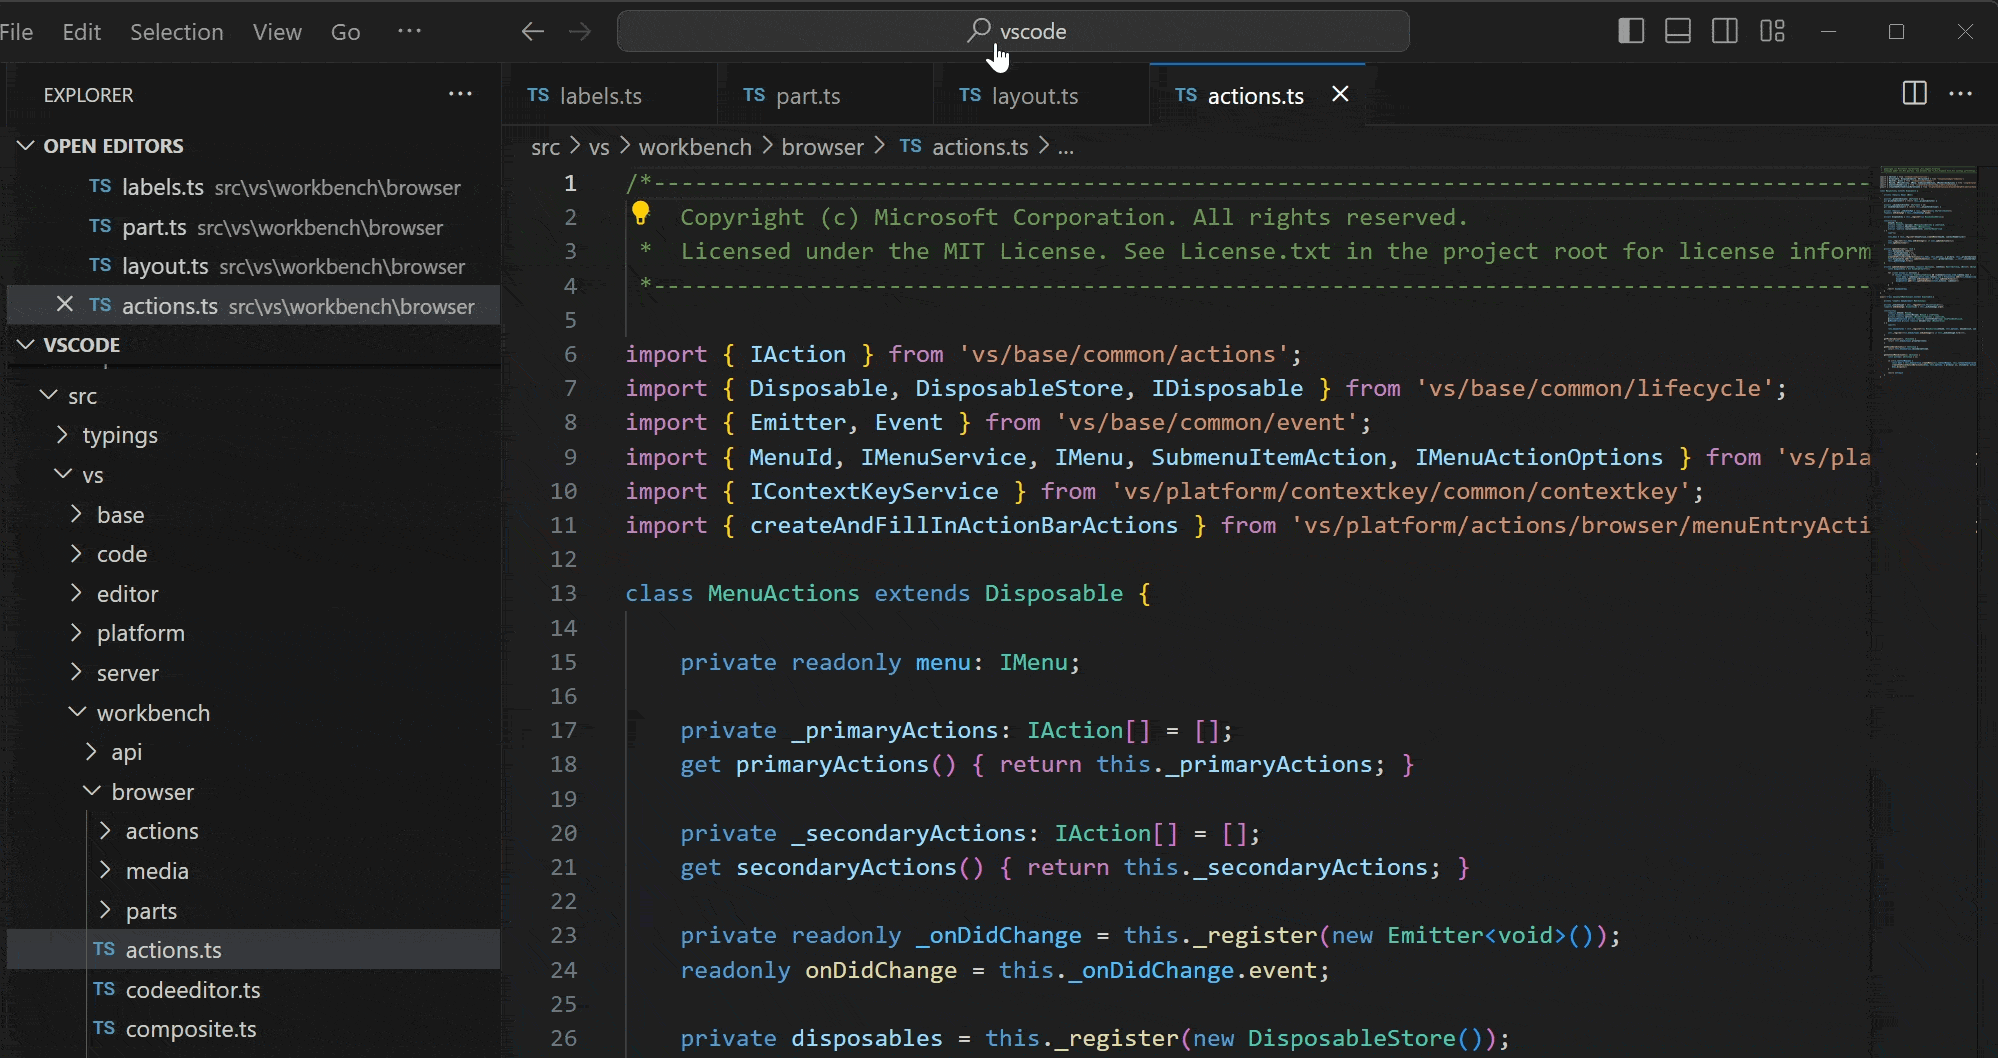 File Edit Selection View Go ···
vscode
EXPLORER ···
OPEN EDITORS
TS labels.ts src\vs\workbench\browser
TS part.ts src\vs\workbench\browser
TS layout.ts src\vs\workbench\browser
TS actions.ts src\vs\workbench\browser
VSCODE
src
typings
vs
base
code
editor
platform
server
workbench
api
browser
actions
media
parts
TS actions.ts
TS codeeditor.ts
TS composite.ts
TS labels.ts TS part.ts TS layout.ts TS actions.ts
src > vs > workbench > browser > TS actions.ts > ...
1 /*---------------------------------------------------------------------------------------------
2 Copyright (c) Microsoft Corporation. All rights reserved.
3 * Licensed under the MIT License. See License.txt in the project root for license inform
4 *---------------------------------------------------------------------------------------------
5
6 import { IAction } from 'vs/base/common/actions';
7 import { Disposable, DisposableStore, IDisposable } from 'vs/base/common/lifecycle';
8 import { Emitter, Event } from 'vs/base/common/event';
9 import { MenuId, IMenuService, IMenu, SubmenuItemAction, IMenuActionOptions } from 'vs/pla
10 import { IContextKeyService } from 'vs/platform/contextkey/common/contextkey';
11 import { createAndFillInActionBarActions } from 'vs/platform/actions/browser/menuEntryActi
12
13 class MenuActions extends Disposable {
14
15 private readonly menu: IMenu;
16
17 private _primaryActions: IAction[] = [];
18 get primaryActions() { return this._primaryActions; }
19
20 private _secondaryActions: IAction[] = [];
21 get secondaryActions() { return this._secondaryActions; }
22
23 private readonly _onDidChange = this._register(new Emitter<void>());
24 readonly onDidChange = this._onDidChange.event;
25
26 private disposables = this._register(new DisposableStore());